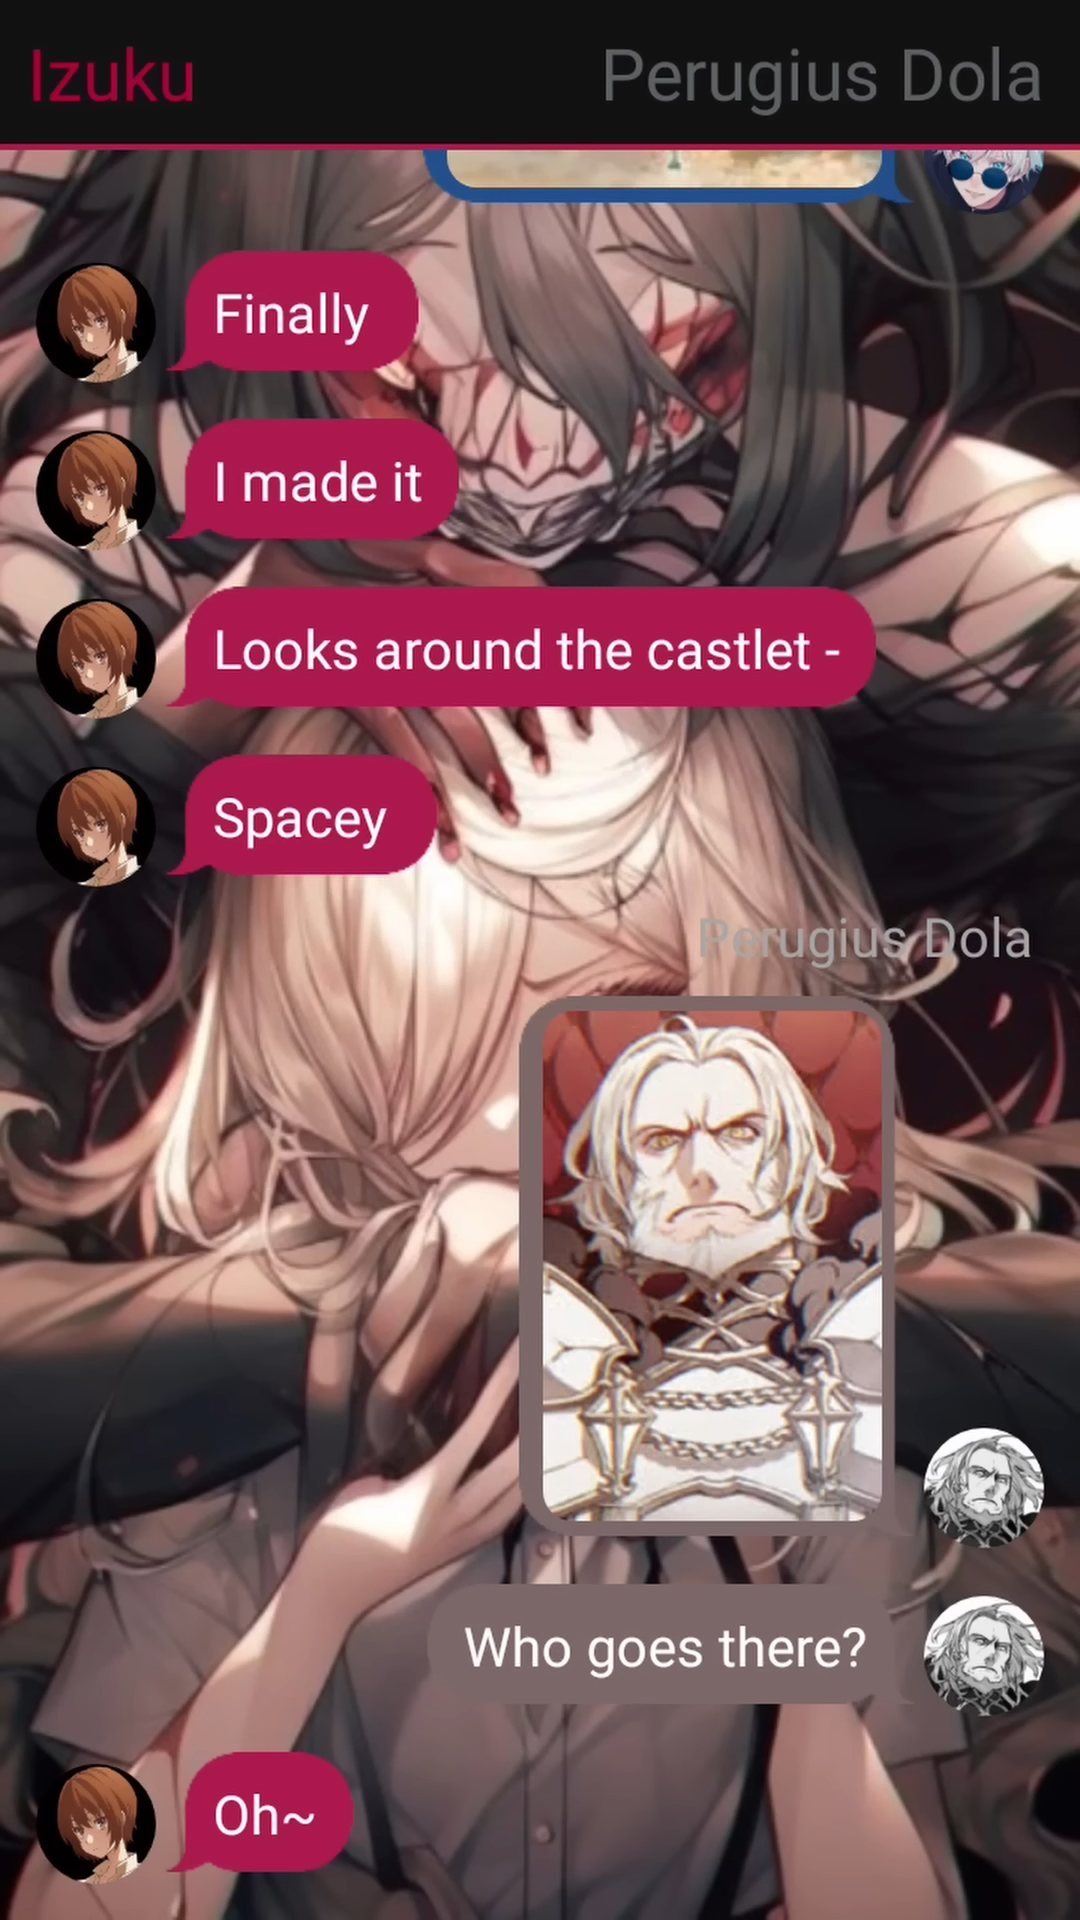 Izuku
Perugius Dola
Finally
I made it
Looks around the castlet -
Spacey
Perugius Dola
Who goes there?
Oh~